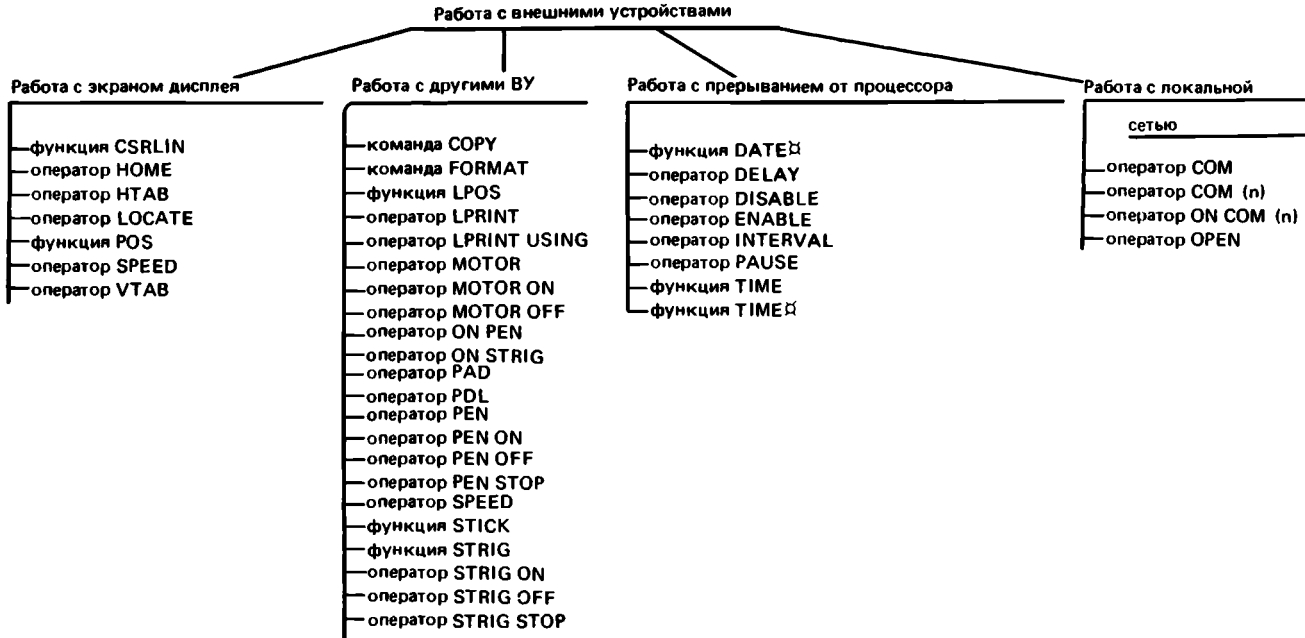 Работа с внешними устройствами
Работа с экраном дисплея
функция CSRLIN
оператор HOME
оператор HTAB
оператор LOCATE
функция POS
оператор SPEED
оператор VTAB
Работа с другими ВУ
команда COPY
команда FORMAT
функция LPOS
оператор LPRINT
оператор LPRINT USING
оператор MOTOR
оператор MOTOR ON
оператор MOTOR OFF
оператор ON PEN
оператор ON STRIG
оператор PAD
оператор PDL
оператор PEN
оператор PEN ON
оператор PEN OFF
оператор PEN STOP
оператор SPEED
функция STICK
функция STRIG
оператор STRIG ON
оператор STRIG OFF
оператор STRIG STOP
Работа с прерыванием от процессора
функция DATE¤
оператор DELAY
оператор DISABLE
оператор ENABLE
оператор INTERVAL
оператор PAUSE
функция TIME
функция TIME¤
Работа с локальной
сетью
оператор COM
оператор COM (n)
оператор ON COM (n)
оператор OPEN